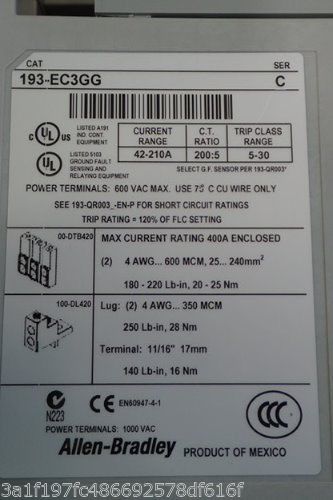 CAT
SER
193-EC3GG
C
LISTED A191
IND. CONT.
EQUIPMENT
CURRENT RANGE
C.T. RATIO
TRIP CLASS RANGE
42-210A
200:5
5-30
LISTED 5103
GROUND FAULT
SENSING AND
RELAYING EQUIPMENT
SELECT G.F. SENSOR PER 193-QR003*
POWER TERMINALS: 600 VAC MAX. USE 75 C CU WIRE ONLY
SEE 193-QR003_-EN-P FOR SHORT CIRCUIT RATINGS
TRIP RATING = 120% OF FLC SETTING
00-DTB420
MAX CURRENT RATING 400A ENCLOSED
(2) 4 AWG... 600 MCM, 25... 240mm²
180 - 220 Lb-in, 20 - 25 Nm
100-DL420
Lug: (2) 4 AWG... 350 MCM
250 Lb-in, 28 Nm
Terminal: 11/16" 17mm
140 Lb-in, 16 Nm
N223
CE EN60947-4-1
CCC
POWER TERMINALS: 1000 VAC
Allen-Bradley
PRODUCT OF MEXICO
3a1f197fc486692578df616f